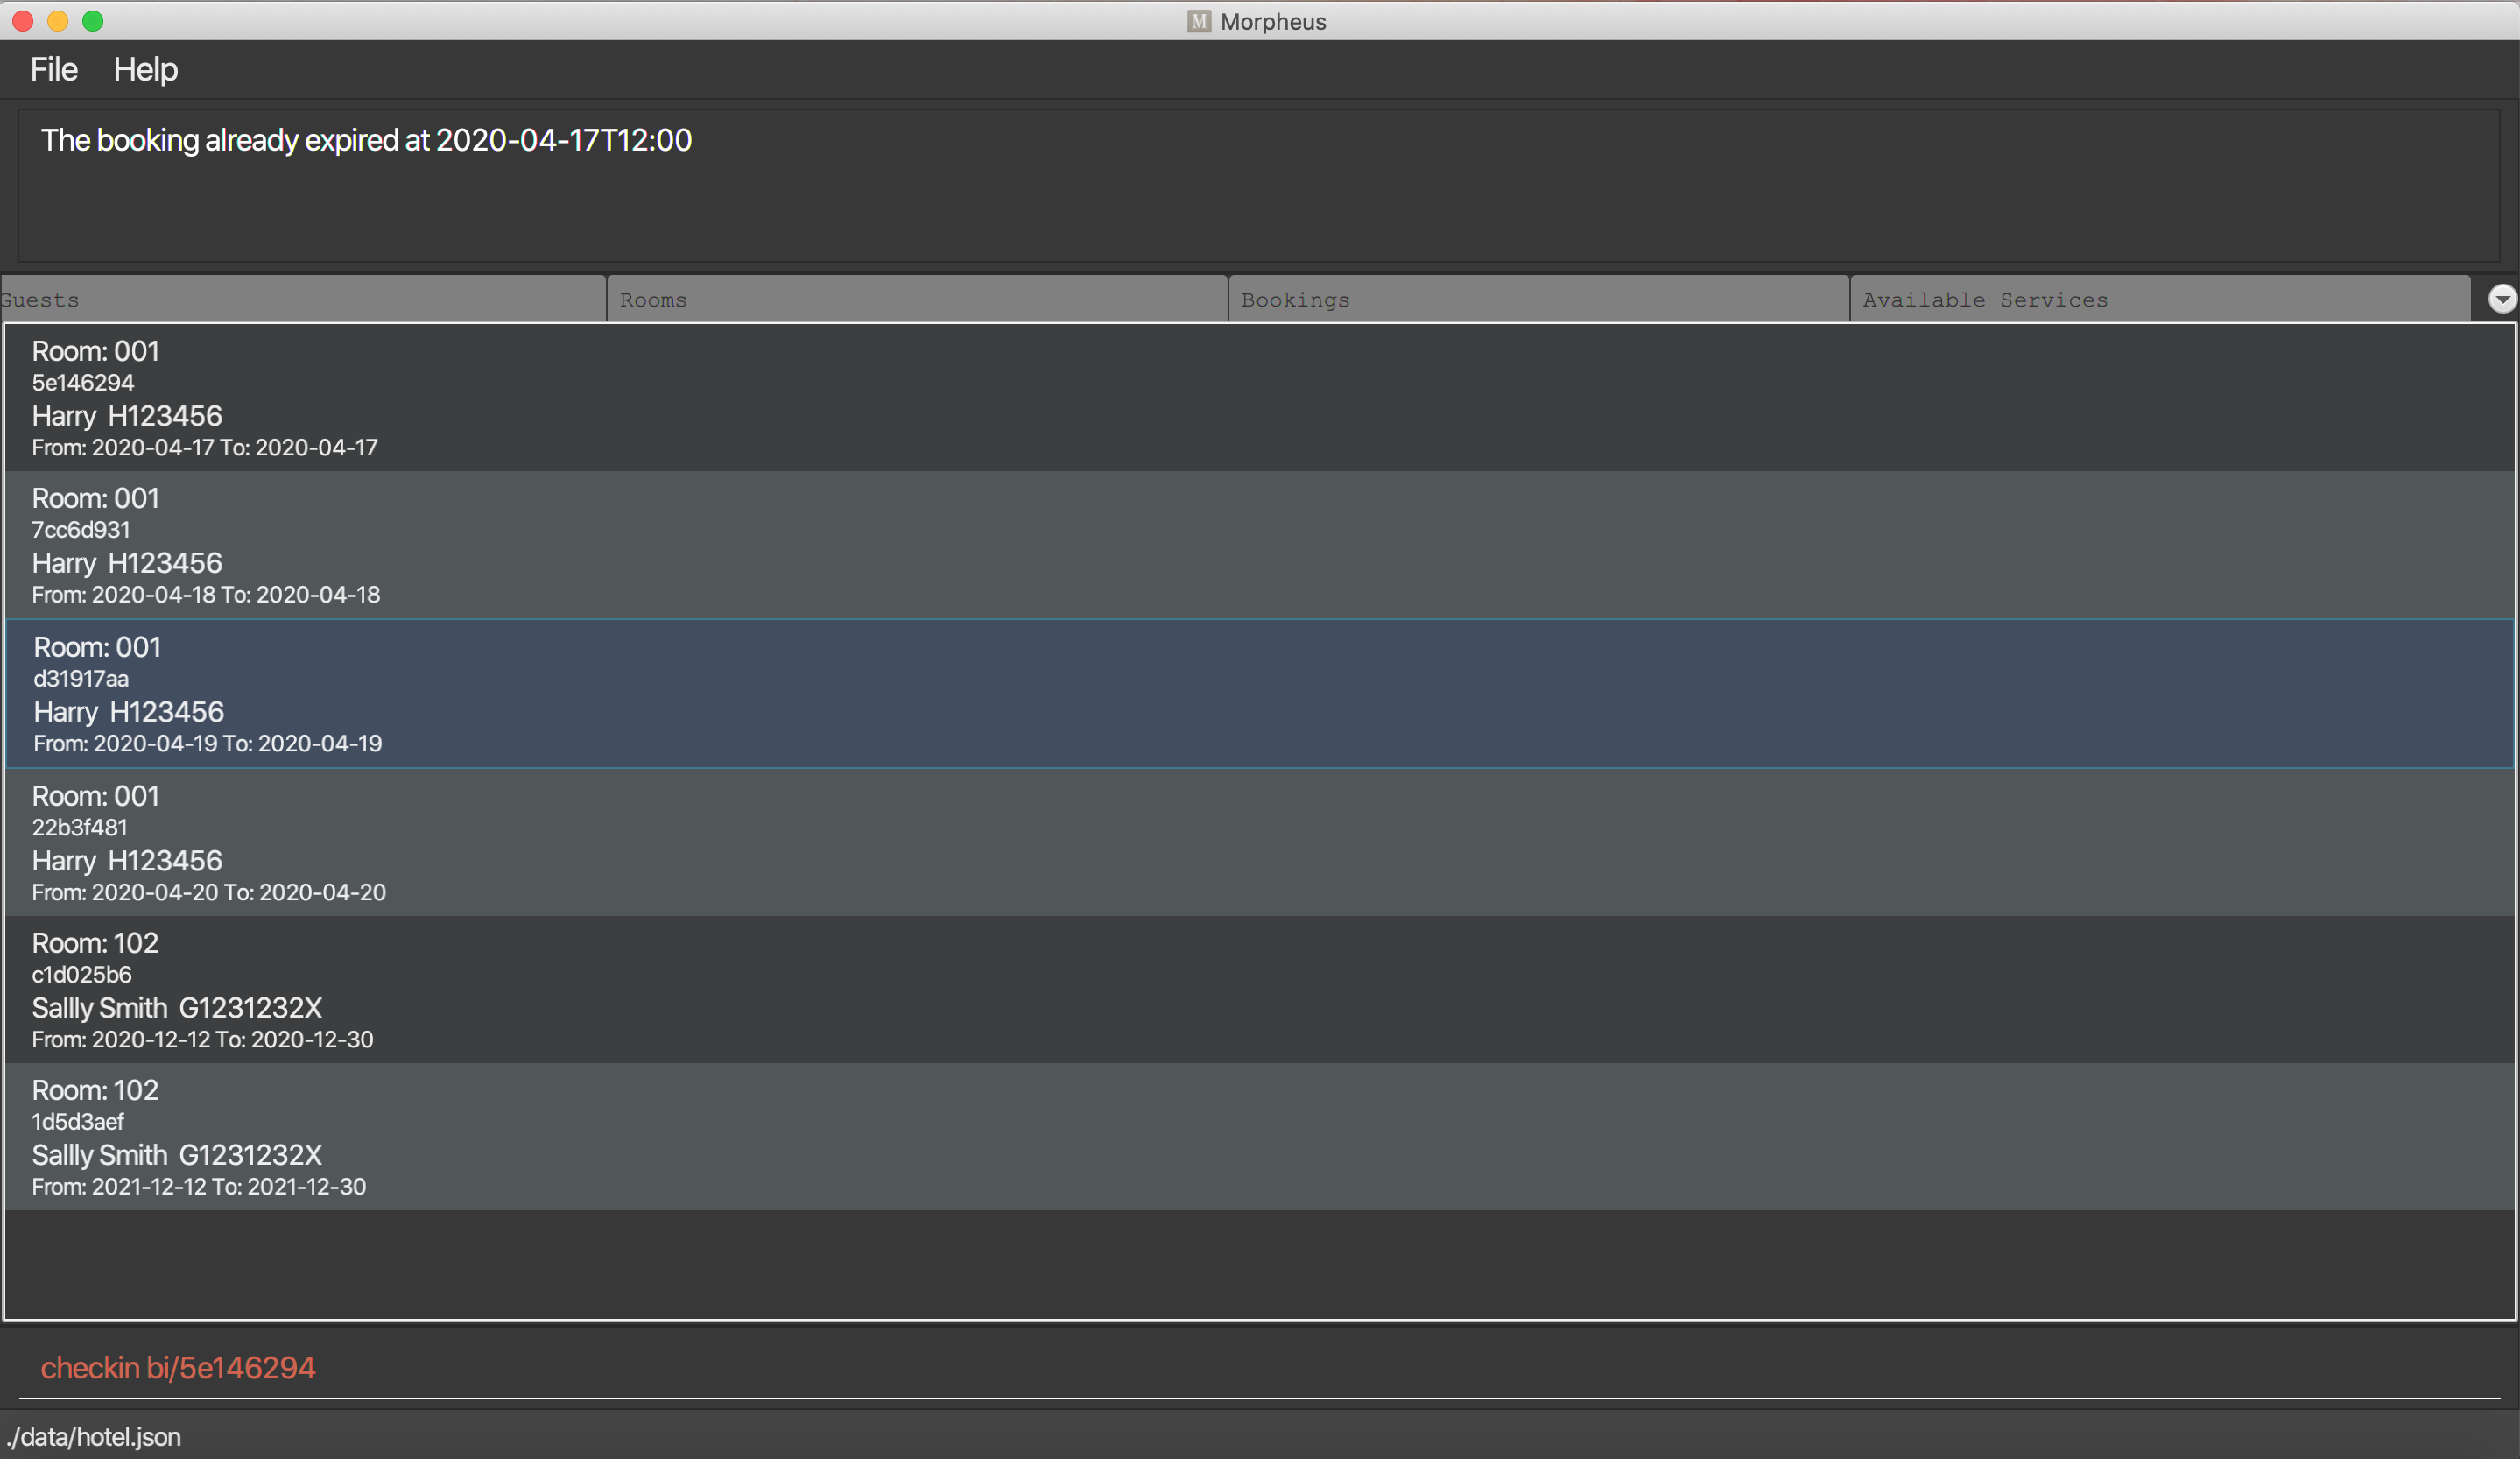 M Morpheus
File Help
The booking already expired at 2020-04-17T12:00
Guests Rooms Bookings Available Services
Room: 001
5e146294
Harry H123456
From: 2020-04-17 To: 2020-04-17
Room: 001
7cc6d931
Harry H123456
From: 2020-04-18 To: 2020-04-18
Room: 001
d31917aa
Harry H123456
From: 2020-04-19 To: 2020-04-19
Room: 001
22b3f481
Harry H123456
From: 2020-04-20 To: 2020-04-20
Room: 102
c1d025b6
Sallly Smith G1231232X
From: 2020-12-12 To: 2020-12-30
Room: 102
1d5d3aef
Sallly Smith G1231232X
From: 2021-12-12 To: 2021-12-30
checkin bi/5e146294
./data/hotel.json